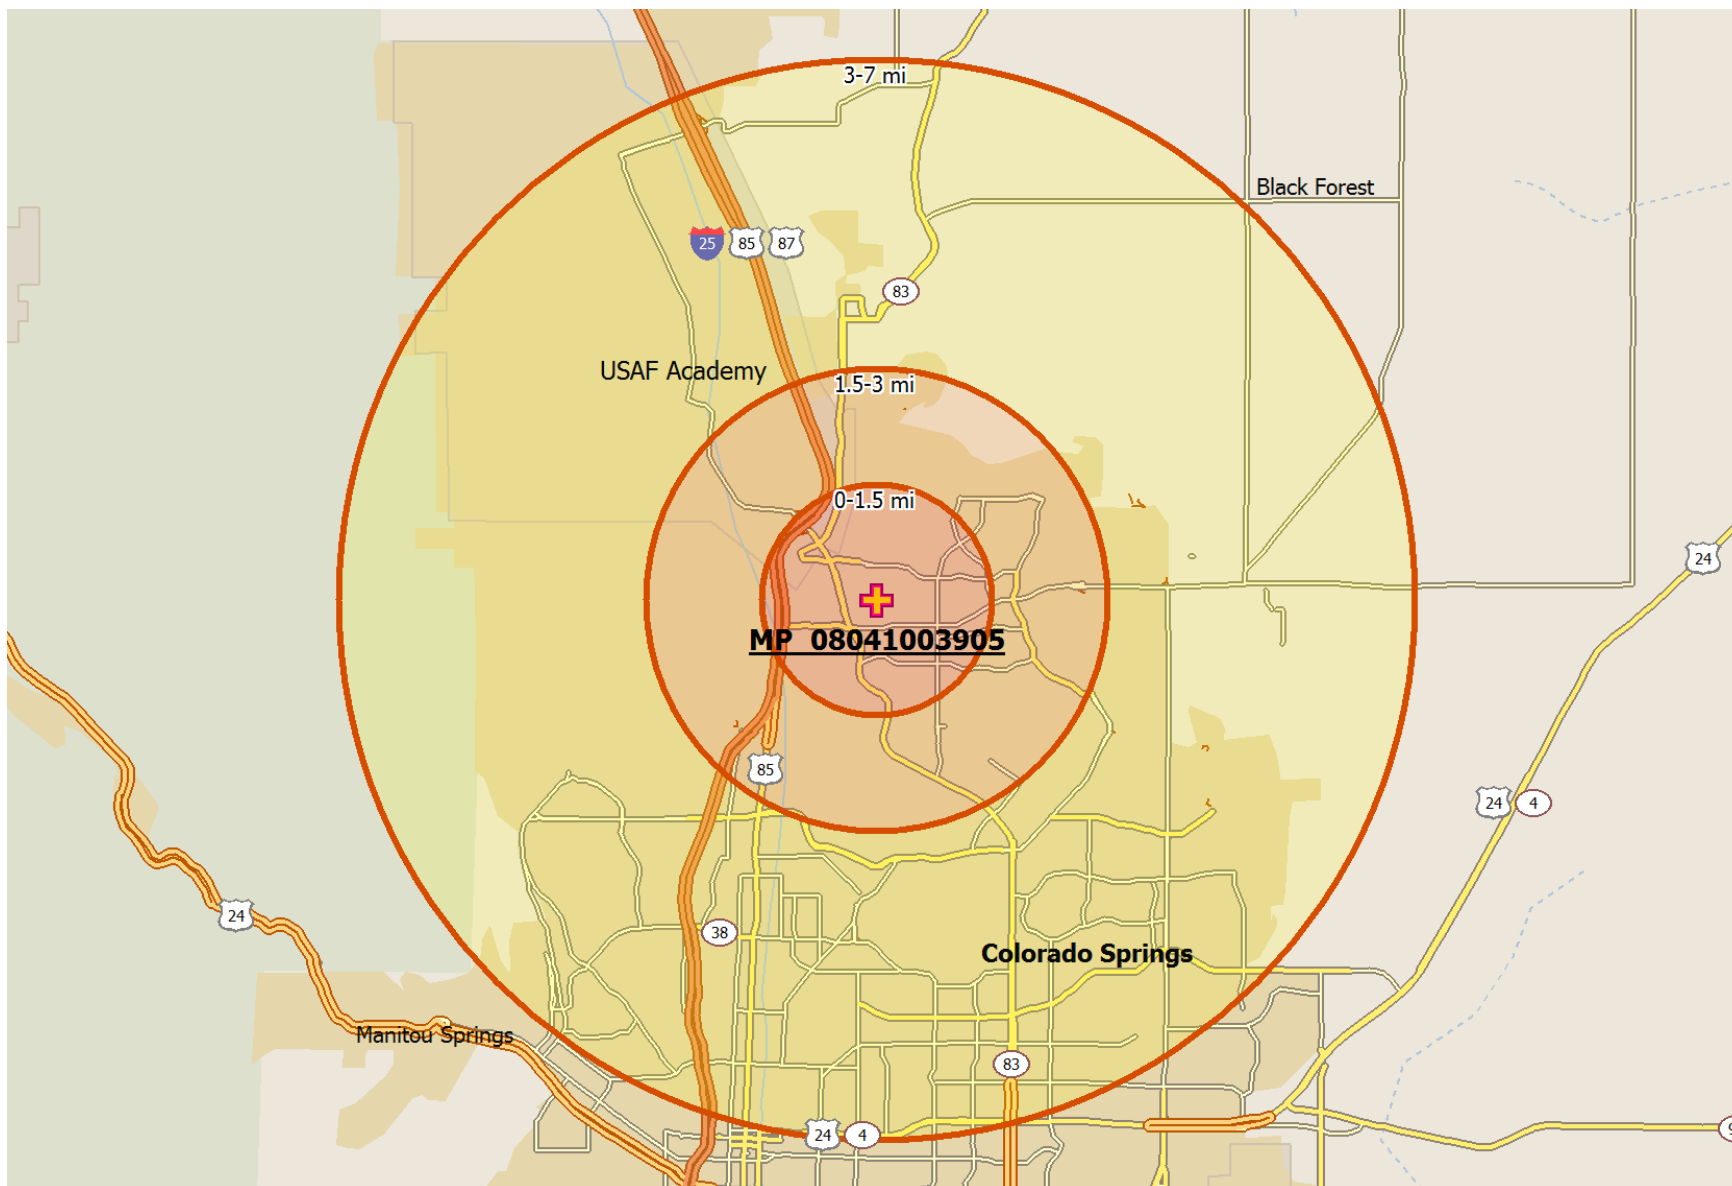 3-7 mi
Black Forest
25 85 87
83
USAF Academy
1.5-3 mi
0-1.5 mi
24
MP 08041003905
85
24 4
24
38
Colorado Springs
Manitou Springs
83
24 4